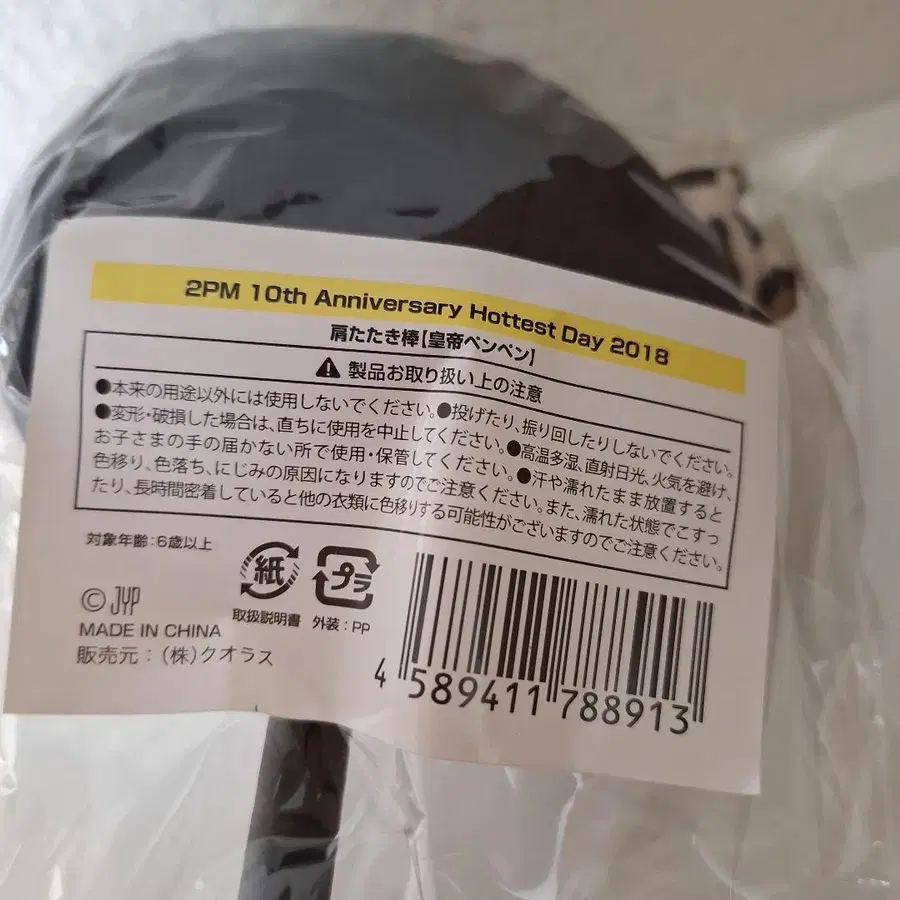 2PM 10th Anniversary Hottest Day 2018
肩たたき棒【皇帝ペンペン】
製品お取り扱い上の注意
●本来の用途以外には使用しないでください。●投げたり、振り回したりしないでください。
●変形・破損した場合は、直ちに使用を中止してください。●高温多湿、直射日光、火気を避け、
お子さまの手の届かない所で使用・保管してください。●汗や濡れたまま放置すると
色移り、色落ち、にじみの原因になりますのでご注意ください。また、濡れた状態でこすっ
たり、長時間密着していると他の衣類に色移りする可能性がございますのでご注意ください。
対象年齢:6歳以上
紙
プラ
取扱説明書
外装:PP
© JYP
MADE IN CHINA
販売元:(株)クオラス
4 589411 788913